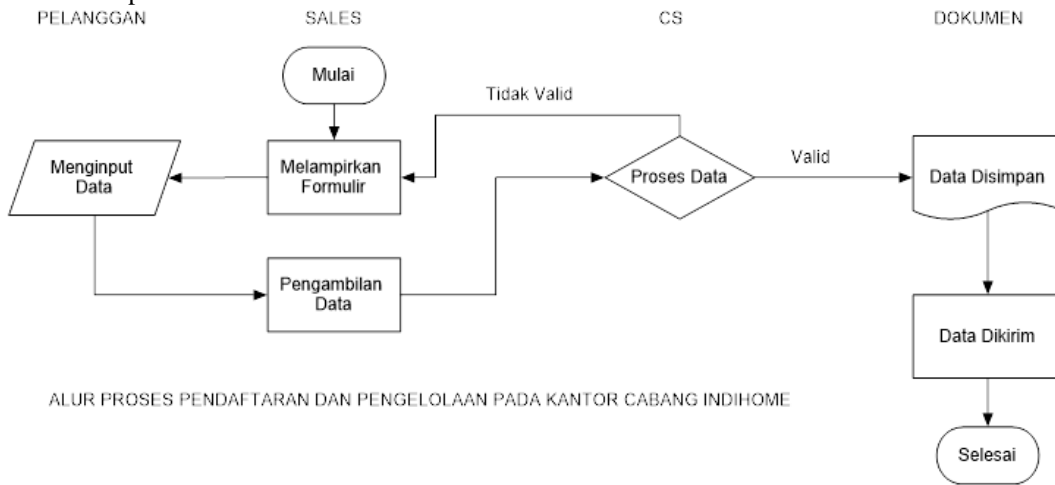 PELANGGAN SALES CS DOKUMEN
Mulai
Tidak Valid
Menginput
Data
Melampirkan
Formulir
Proses Data
Valid
Data Disimpan
Pengambilan
Data
Data Dikirim
ALUR PROSES PENDAFTARAN DAN PENGELOLAAN PADA KANTOR CABANG INDIHOME
Selesai